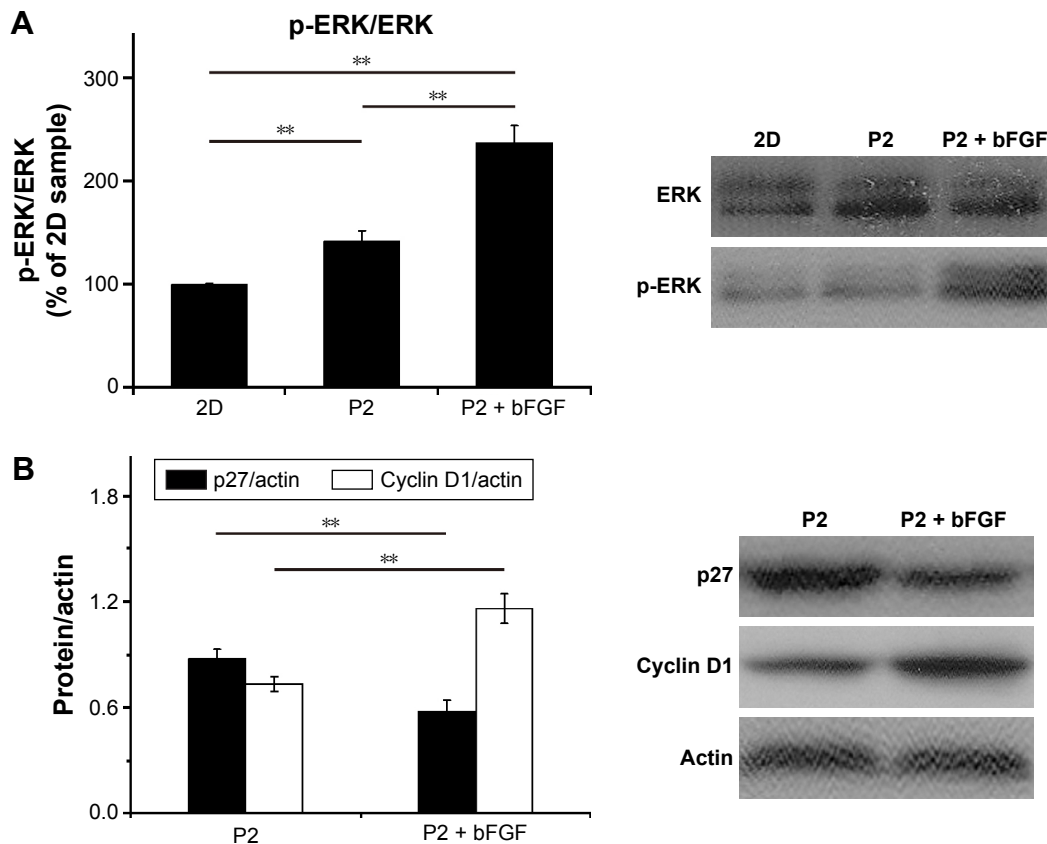 A
p-ERK/ERK
p-ERK/ERK
(% of 2D sample)
300
200
100
0
**
**
**
2D
P2
P2 + bFGF
2D
P2
P2 + bFGF
ERK
p-ERK
B
p27/actin
Cyclin D1/actin
Protein/actin
1.8
1.2
0.6
0.0
**
**
P2
P2 + bFGF
P2
P2 + bFGF
p27
Cyclin D1
Actin